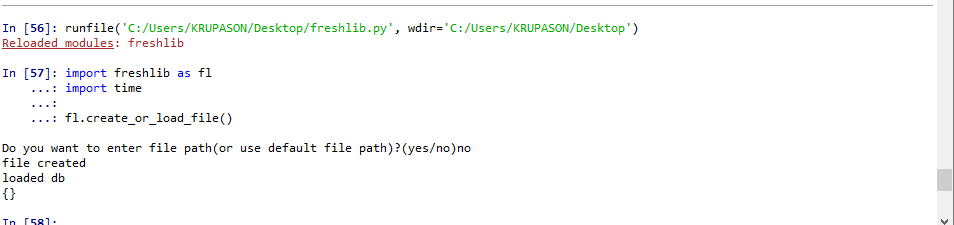 In [56]: runfile('C:/Users/KRUPASON/Desktop/freshlib.py', wdir='C:/Users/KRUPASON/Desktop')
Reloaded modules: freshlib
In [57]: import freshlib as fl
...: import time
...:
...: fl.create_or_load_file()
Do you want to enter file path(or use default file path)?(yes/no)no
file created
loaded db
{}
In [58]: